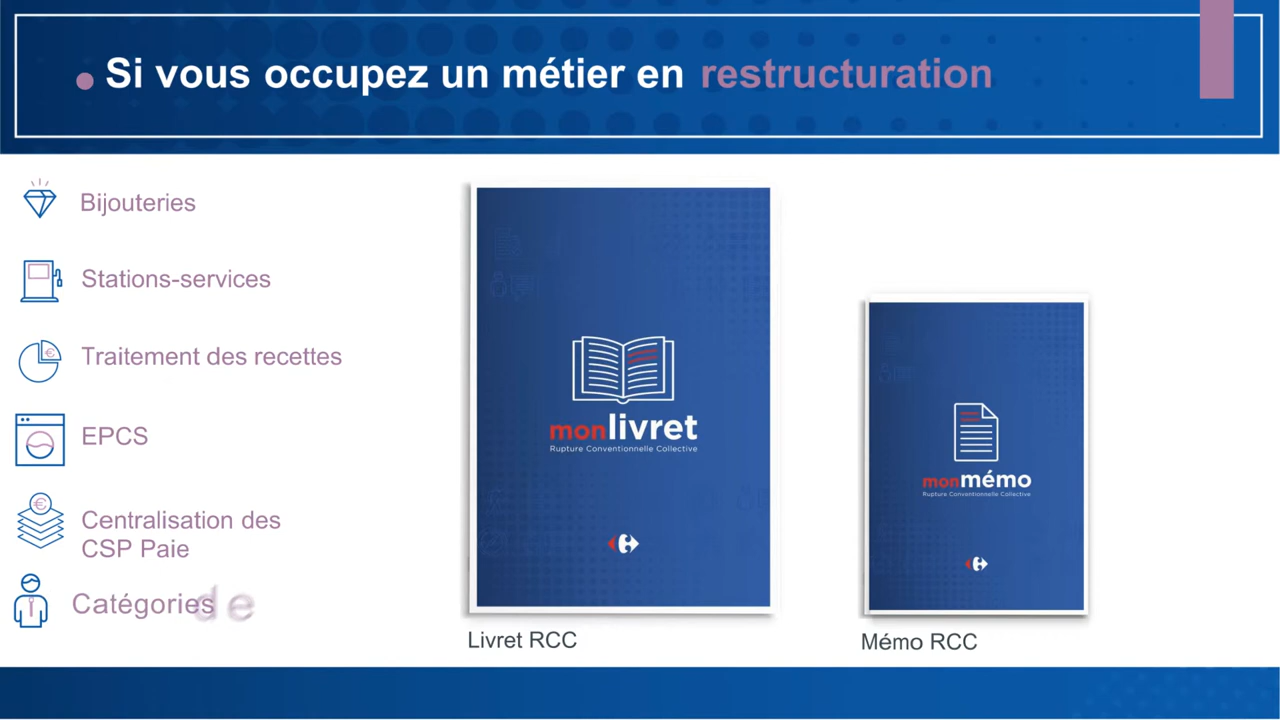 Si vous occupez un métier en restructuration
Bijouteries
Stations-services
Traitement des recettes
EPCS
Centralisation des
CSP Paie
Catégories de
monlivret
Rupture Conventionnelle Collective
Livret RCC
monmémo
Rupture Conventionnelle Collective
Mémo RCC